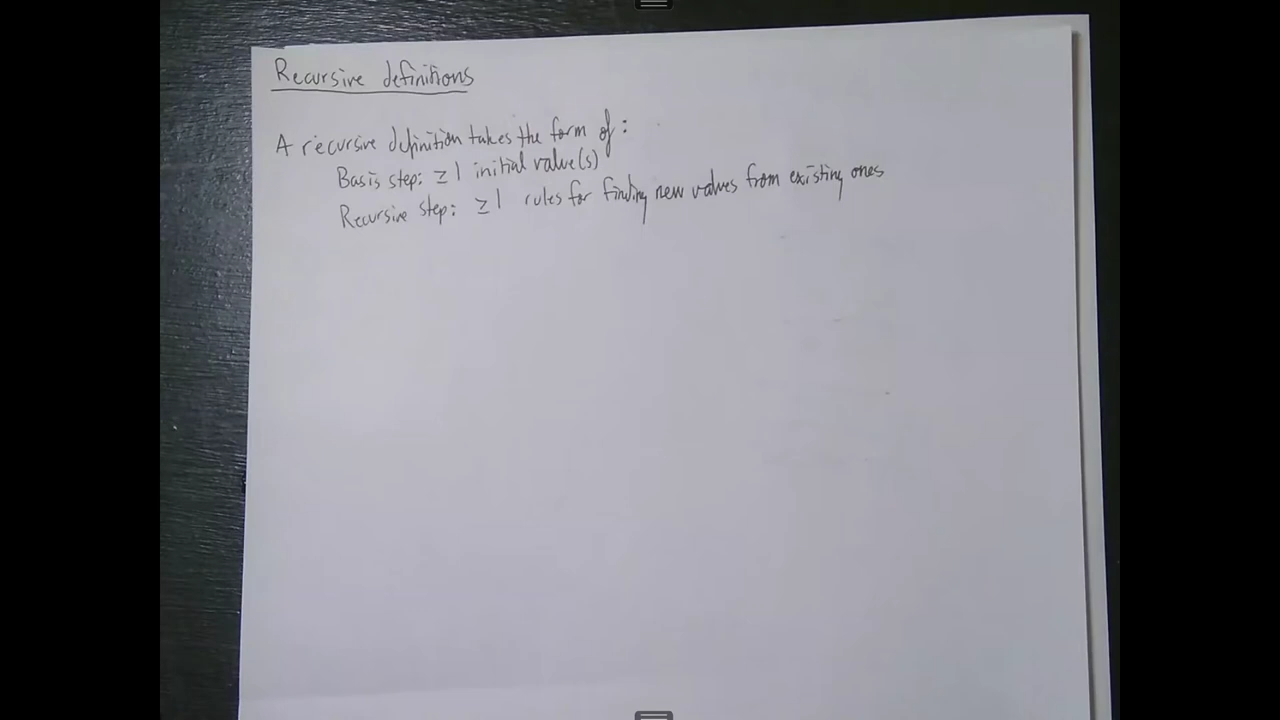 Recursive definitions
A recursive definition takes the form of:
Basis step: ≥1 initial value(s)
Recursive step: ≥1 rules for finding new values from existing ones